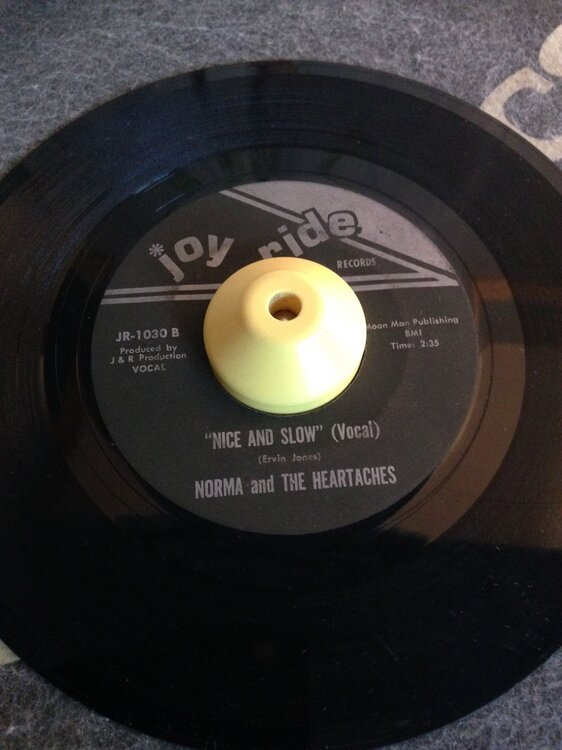 *joy ride
RECORDS
JR-1030 B
Produced by
J & R Production
VOCAL
Moon Man Publishing
BMI
Time: 2:35
"NICE AND SLOW" (Vocal)
(Ervin Jones)
NORMA and THE HEARTACHES